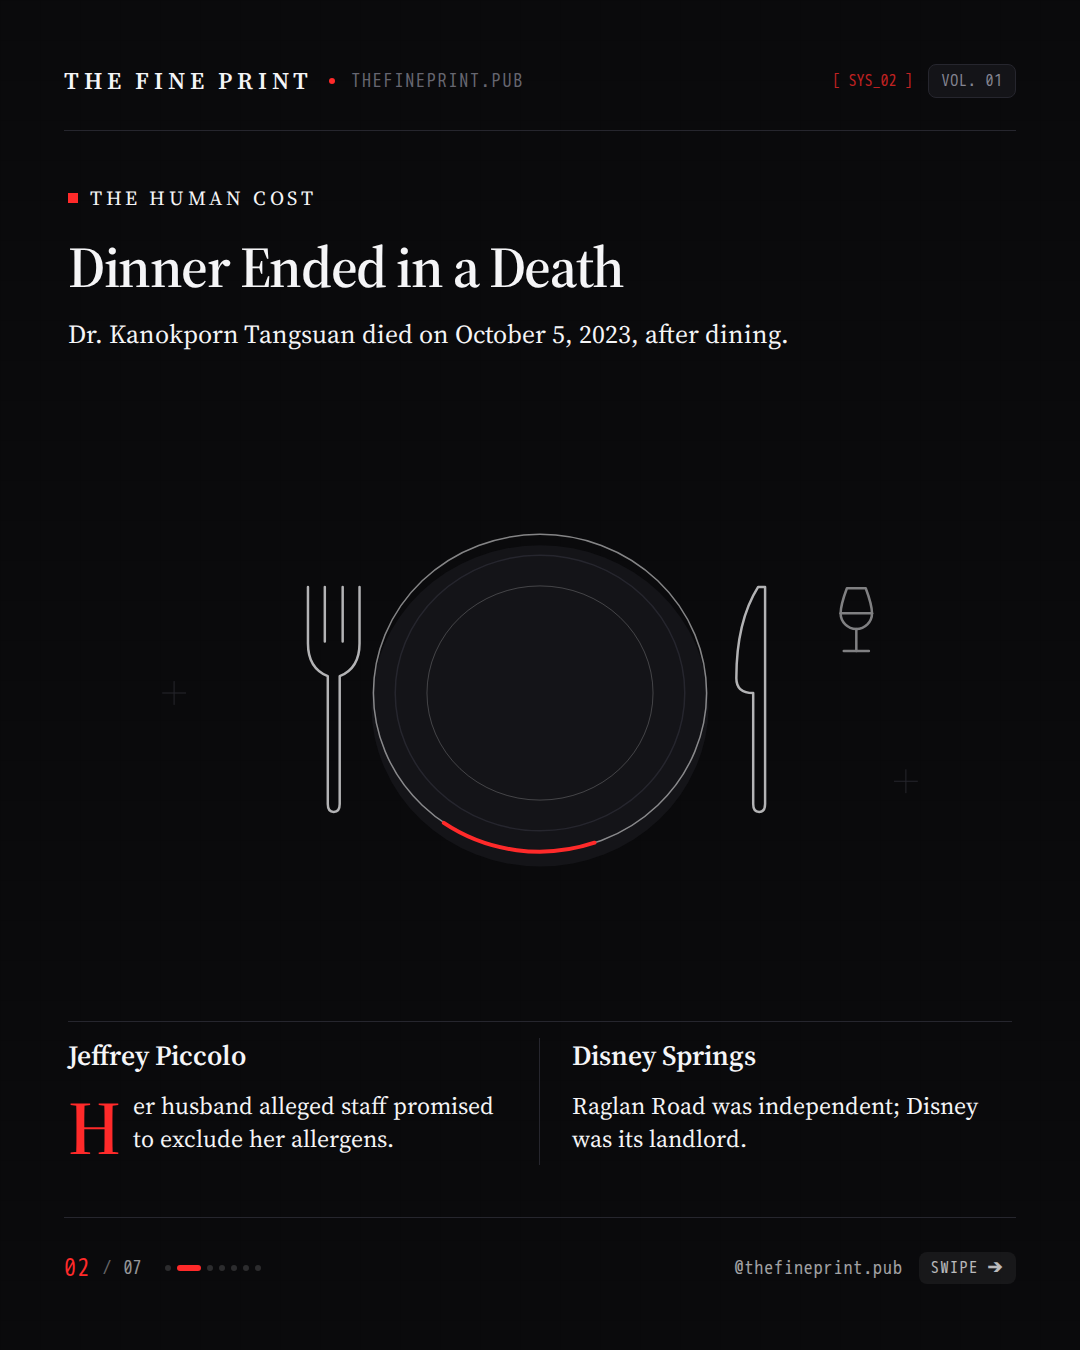 THE FINE PRINT • THEFINEPRINT.PUB [ SYS_02 ] VOL. 01
THE HUMAN COST
Dinner Ended in a Death
Dr. Kanokporn Tangsuan died on October 5, 2023, after dining.
Jeffrey Piccolo
Her husband alleged staff promised
to exclude her allergens.
Disney Springs
Raglan Road was independent; Disney
was its landlord.
02 / 07 @thefineprint.pub SWIPE →